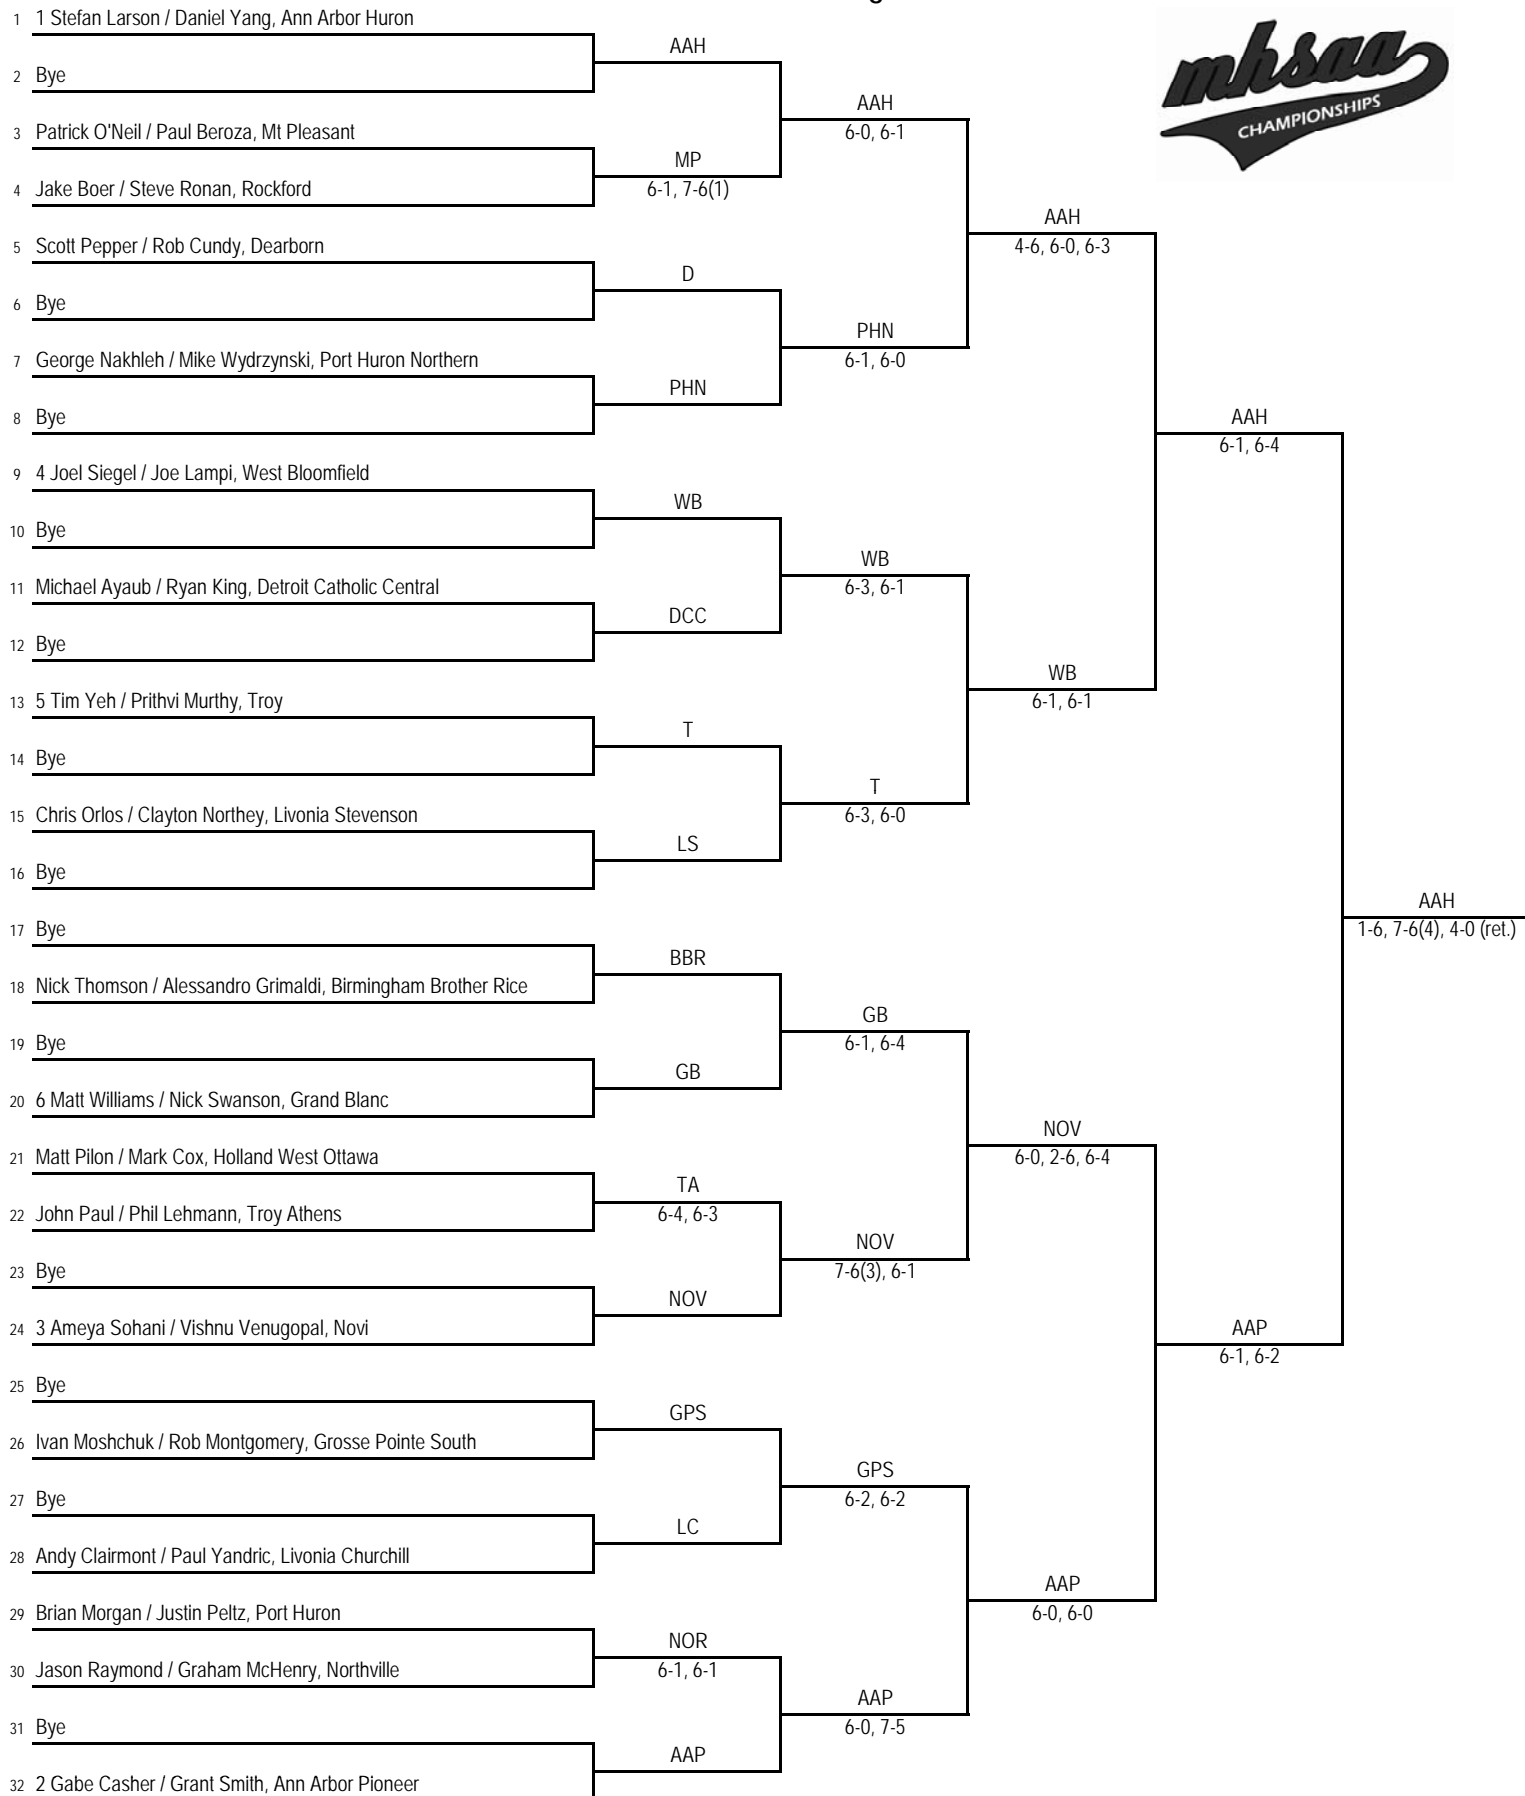 1 1 Stefan Larson / Daniel Yang, Ann Arbor Huron
AAH
2 Bye
AAH
6-0, 6-1
mhsaa
CHAMPIONSHIPS
3 Patrick O'Neil / Paul Beroza, Mt Pleasant
MP
6-1, 7-6(1)
4 Jake Boer / Steve Ronan, Rockford
AAH
4-6, 6-0, 6-3
5 Scott Pepper / Rob Cundy, Dearborn
D
6 Bye
PHN
6-1, 6-0
7 George Nakhleh / Mike Wydrzynski, Port Huron Northern
PHN
8 Bye
AAH
6-1, 6-4
9 4 Joel Siegel / Joe Lampi, West Bloomfield
WB
10 Bye
WB
6-3, 6-1
11 Michael Ayaub / Ryan King, Detroit Catholic Central
DCC
12 Bye
WB
6-1, 6-1
13 5 Tim Yeh / Prithvi Murthy, Troy
T
14 Bye
T
6-3, 6-0
15 Chris Orlos / Clayton Northey, Livonia Stevenson
LS
16 Bye
AAH
1-6, 7-6(4), 4-0 (ret.)
17 Bye
BBR
18 Nick Thomson / Alessandro Grimaldi, Birmingham Brother Rice
GB
6-1, 6-4
19 Bye
GB
20 6 Matt Williams / Nick Swanson, Grand Blanc
NOV
6-0, 2-6, 6-4
21 Matt Pilon / Mark Cox, Holland West Ottawa
TA
6-4, 6-3
22 John Paul / Phil Lehmann, Troy Athens
NOV
7-6(3), 6-1
23 Bye
NOV
24 3 Ameya Sohani / Vishnu Venugopal, Novi
AAP
6-1, 6-2
25 Bye
GPS
26 Ivan Moshchuk / Rob Montgomery, Grosse Pointe South
GPS
6-2, 6-2
27 Bye
LC
28 Andy Clairmont / Paul Yandric, Livonia Churchill
AAP
6-0, 6-0
29 Brian Morgan / Justin Peltz, Port Huron
NOR
6-1, 6-1
30 Jason Raymond / Graham McHenry, Northville
AAP
6-0, 7-5
31 Bye
AAP
32 2 Gabe Casher / Grant Smith, Ann Arbor Pioneer